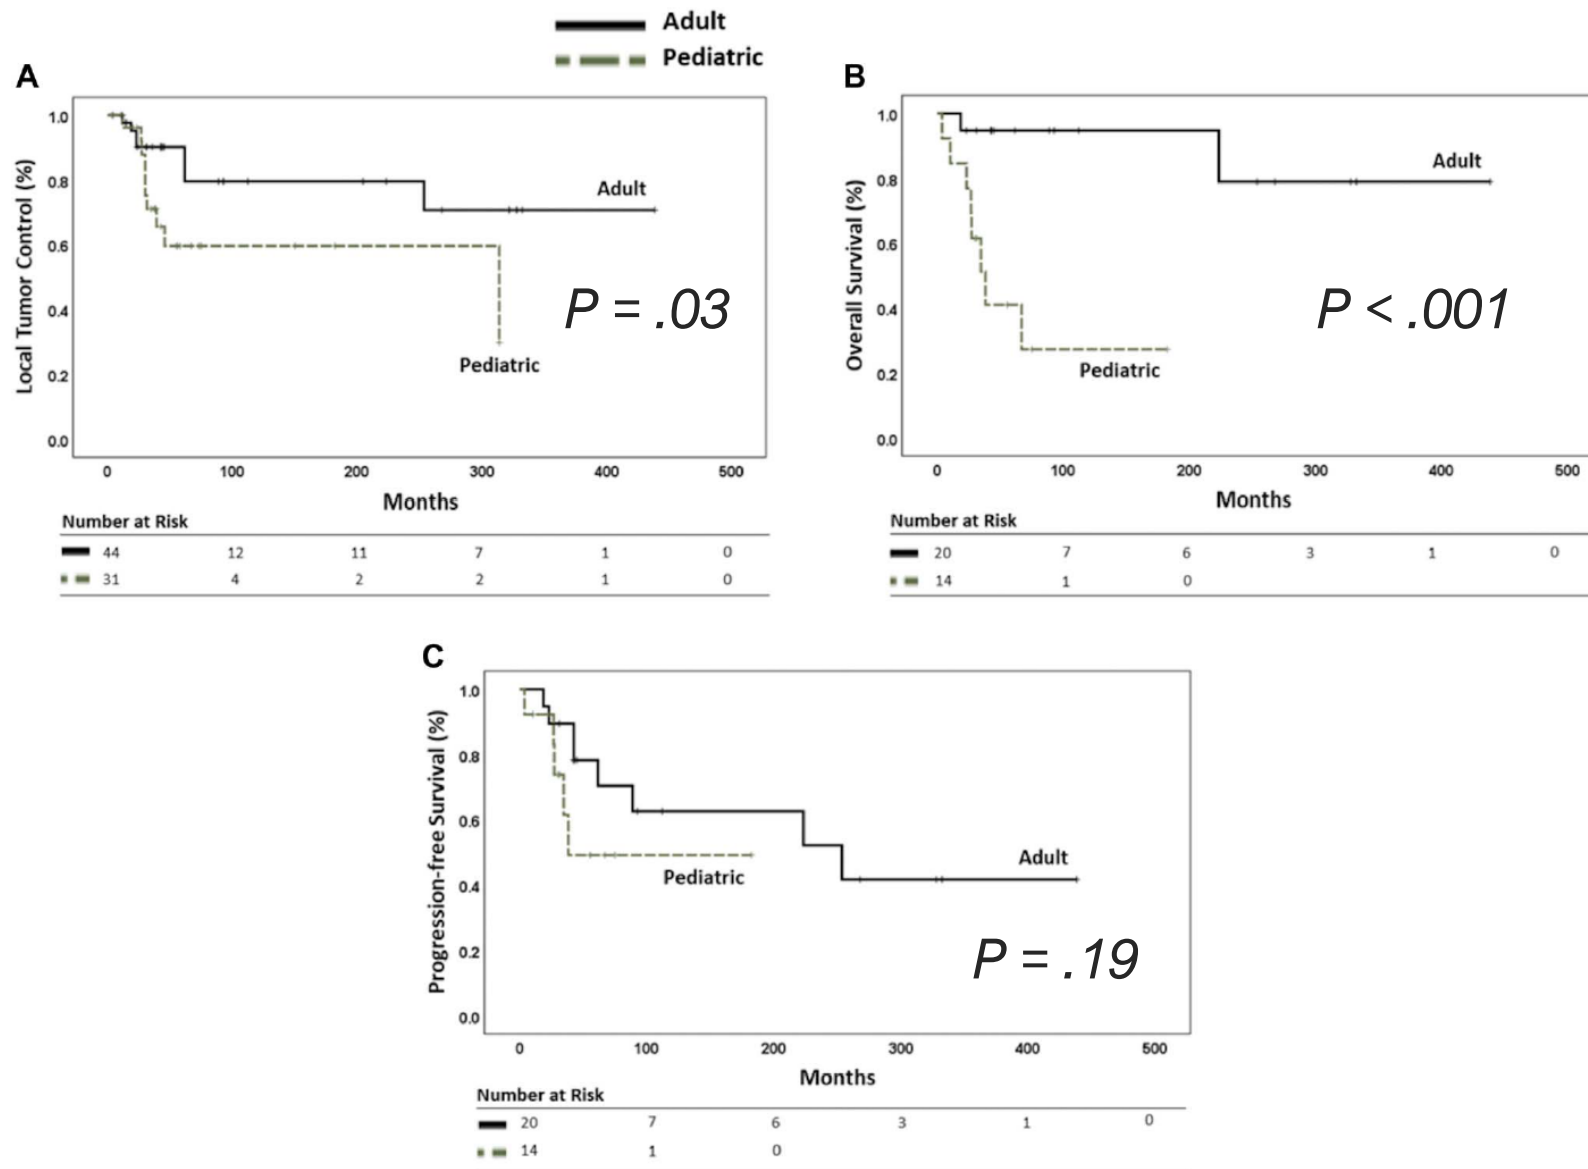 Adult
Pediatric
A
Local Tumor Control (%)
1.0
0.8
0.6
0.4
0.2
0.0
Adult
P = .03
Pediatric
0 100 200 300 400 500
Months
Number at Risk
44 12 11 7 1 0
31 4 2 2 1 0
B
Overall Survival (%)
1.0
0.8
0.6
0.4
0.2
0.0
Adult
P < .001
Pediatric
0 100 200 300 400 500
Months
Number at Risk
20 7 6 3 1 0
14 1 0
C
Progression-free Survival (%)
1.0
0.8
0.6
0.4
0.2
0.0
Adult
Pediatric
P = .19
0 100 200 300 400 500
Months
Number at Risk
20 7 6 3 1 0
14 1 0